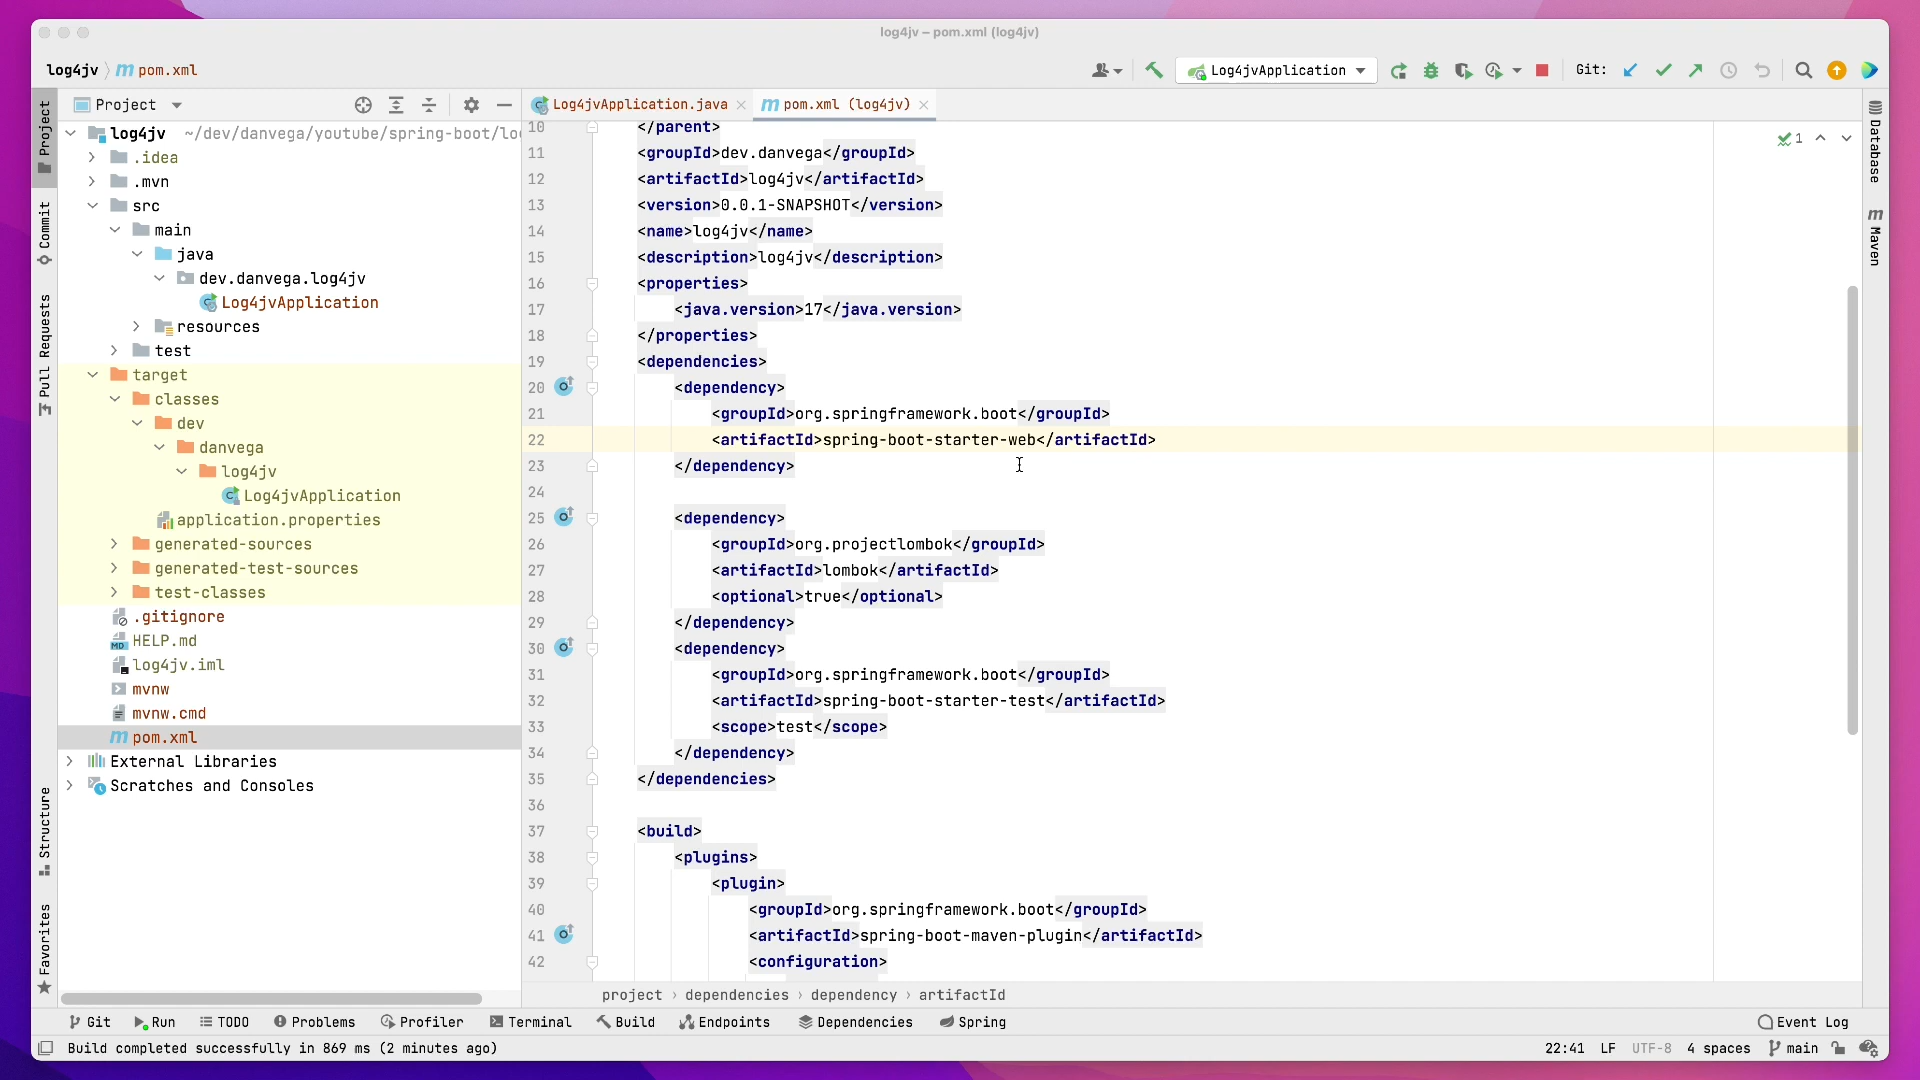 log4jv – pom.xml (log4jv)
log4jv
pom.xml
Log4jvApplication
Git:
Project
Log4jvApplication.java
pom.xml (log4jv)
Project
Commit
Pull Requests
Structure
Favorites
log4jv ~/dev/danvega/youtube/spring-boot/lo
.idea
.mvn
src
main
java
dev.danvega.log4jv
Log4jvApplication
resources
test
target
classes
dev
danvega
log4jv
Log4jvApplication
application.properties
generated-sources
generated-test-sources
test-classes
.gitignore
HELP.md
log4jv.iml
mvnw
mvnw.cmd
pom.xml
External Libraries
Scratches and Consoles
10 </parent>
11 <groupId>dev.danvega</groupId>
12 <artifactId>log4jv</artifactId>
13 <version>0.0.1-SNAPSHOT</version>
14 <name>log4jv</name>
15 <description>log4jv</description>
16 <properties>
17 <java.version>17</java.version>
18 </properties>
19 <dependencies>
20 <dependency>
21 <groupId>org.springframework.boot</groupId>
22 <artifactId>spring-boot-starter-web</artifactId>
23 </dependency>
24
25 <dependency>
26 <groupId>org.projectlombok</groupId>
27 <artifactId>lombok</artifactId>
28 <optional>true</optional>
29 </dependency>
30 <dependency>
31 <groupId>org.springframework.boot</groupId>
32 <artifactId>spring-boot-starter-test</artifactId>
33 <scope>test</scope>
34 </dependency>
35 </dependencies>
36
37 <build>
38 <plugins>
39 <plugin>
40 <groupId>org.springframework.boot</groupId>
41 <artifactId>spring-boot-maven-plugin</artifactId>
42 <configuration>
1
Database
Maven
project › dependencies › dependency › artifactId
Git
Run
TODO
Problems
Profiler
Terminal
Build
Endpoints
Dependencies
Spring
Event Log
Build completed successfully in 869 ms (2 minutes ago)
22:41 LF UTF-8 4 spaces main